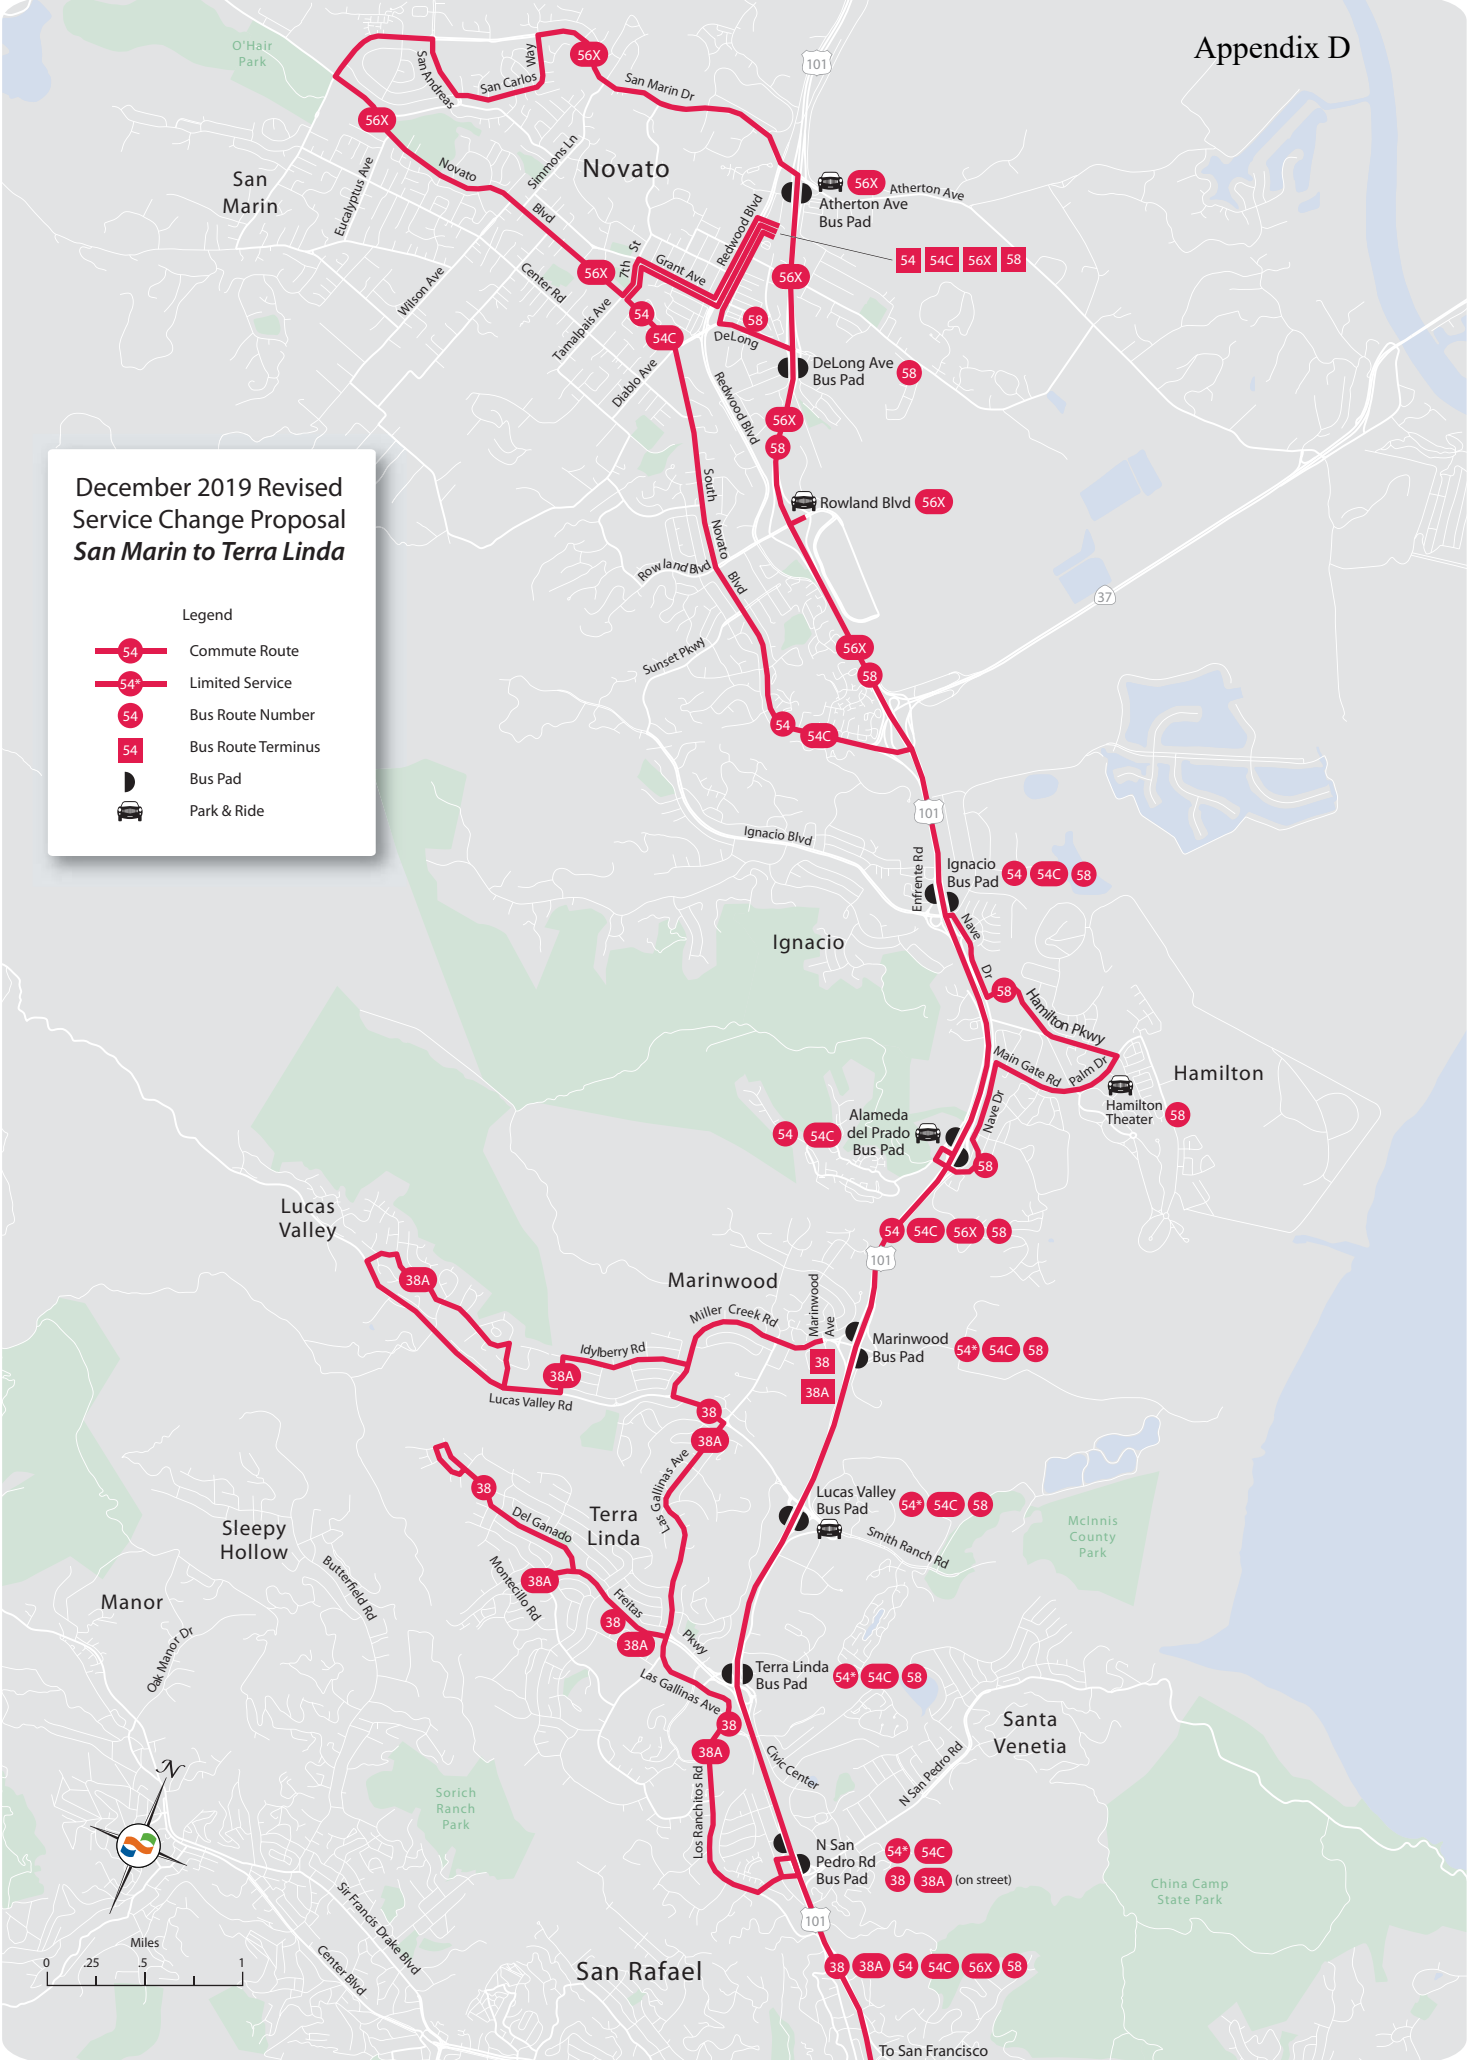 Appendix D
O'Hair
Park
San Andreas
San Carlos
Way
56X
San Marin Dr
101
56X
San
Marin
Eucalyptus Ave
Novato
Blvd
Simmons Ln
Novato
56X
Atherton Ave
Atherton Ave
Bus Pad
Redwood Blvd
54
54C
56X
58
56X
7th St
Grant Ave
56X
Center Rd
Wilson Ave
Tamalpais Ave
54
54C
58
DeLong
Diablo Ave
DeLong Ave
Bus Pad
58
Redwood Blvd
56X
58
December 2019 Revised
Service Change Proposal
San Marin to Terra Linda
Legend
54
Commute Route
54*
Limited Service
54
Bus Route Number
54
Bus Route Terminus
Bus Pad
Park & Ride
South
Novato
Blvd
Rowland Blvd
56X
Rowland Blvd
37
Sunset Pkwy
56X
58
54
54C
101
Ignacio Blvd
Enfrente Rd
Ignacio
Bus Pad
54
54C
58
Ignacio
Nave
Dr
58
Hamilton Pkwy
Main Gate Rd
Palm Dr
Hamilton
Hamilton
Theater
58
Nave Dr
54
54C
Alameda
del Prado
Bus Pad
58
Lucas
Valley
54
54C
56X
58
101
38A
Marinwood
Marinwood
Ave
Miller Creek Rd
Idylberry Rd
38
38A
Marinwood
Bus Pad
54*
54C
58
38A
Lucas Valley Rd
38
38A
Las Gallinas Ave
38
Del Ganado
Terra
Linda
Lucas Valley
Bus Pad
54*
54C
58
Smith Ranch Rd
McInnis
County
Park
Sleepy
Hollow
Butterfield Rd
Manor
Oak Manor Dr
Montecillo Rd
38A
Freitas
Pkwy
38
38A
Las Gallinas Ave
Terra Linda
Bus Pad
54*
54C
58
38
38A
Los Ranchitos Rd
Civic Center
N San Pedro Rd
Santa
Venetia
N
Sorich
Ranch
Park
N San
Pedro Rd
Bus Pad
54*
54C
38
38A
(on street)
China Camp
State Park
101
Sir Francis Drake Blvd
Center Blvd
Miles
0
.25
.5
1
San Rafael
38
38A
54
54C
56X
58
To San Francisco